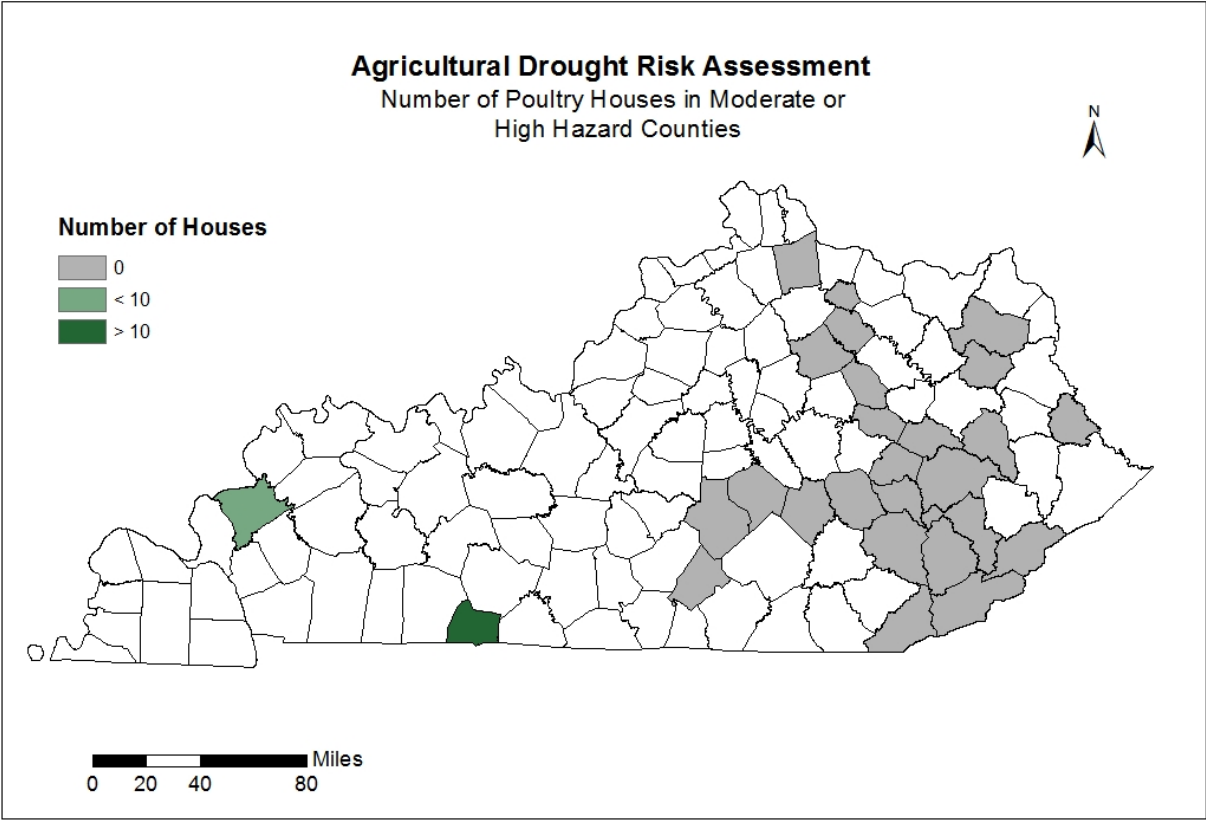 Agricultural Drought Risk Assessment
Number of Poultry Houses in Moderate or
High Hazard Counties
N
Number of Houses
0
< 10
> 10
Miles
0 20 40 80